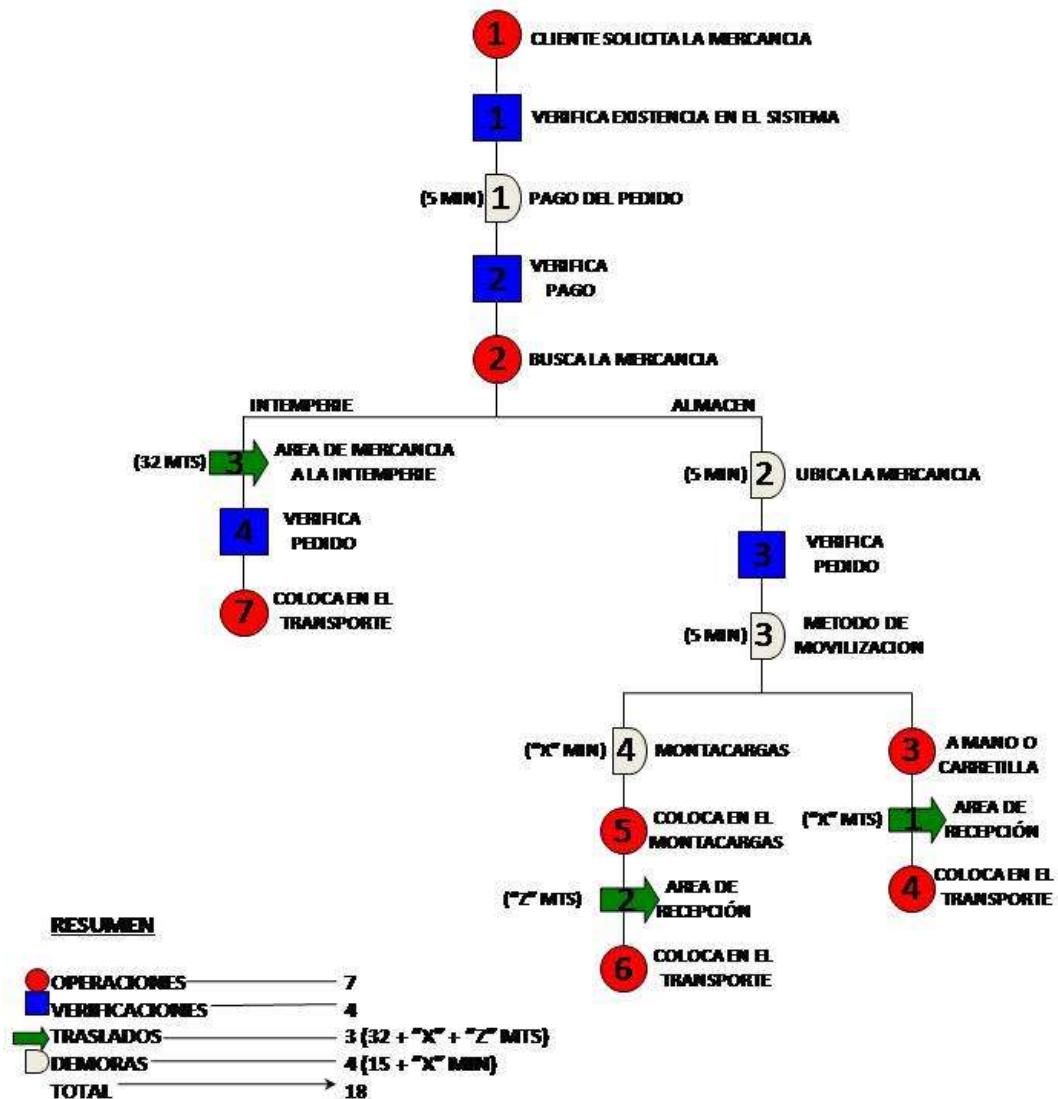 1 CLIENTE SOLICITA LA MERCANCIA
1 VERIFICA EXISTENCIA EN EL SISTEMA
(5 MIN) 1 PAGO DEL PEDIDO
2 VERIFICA
PAGO
2 BUSCA LA MERCANCIA
INTEMPERIE
ALMACEN
(32 MTS) 3 AREA DE MERCANCIA
A LA INTEMPERIE
4 VERIFICA
PEDIDO
7 COLOCA EN EL
TRANSPORTE
(5 MIN) 2 UBICA LA MERCANCIA
3 VERIFICA
PEDIDO
(5 MIN) 3 METODO DE
MOVILIZACION
("X" MIN) 4 MONTACARGAS
5 COLOCA EN EL
MONTACARGAS
("Z" MTS) 2 AREA DE
RECEPCIÓN
6 COLOCA EN EL
TRANSPORTE
3 A MANO O
CARRETILLA
("X" MTS) 1 AREA DE
RECEPCIÓN
4 COLOCA EN EL
TRANSPORTE
RESUMEN
OPERACIONES 7
VERIFICACIONES 4
TRASLADOS 3 (32 + "X" + "Z" MTS)
DEMORAS 4 (15 + "X" MIN)
TOTAL 18